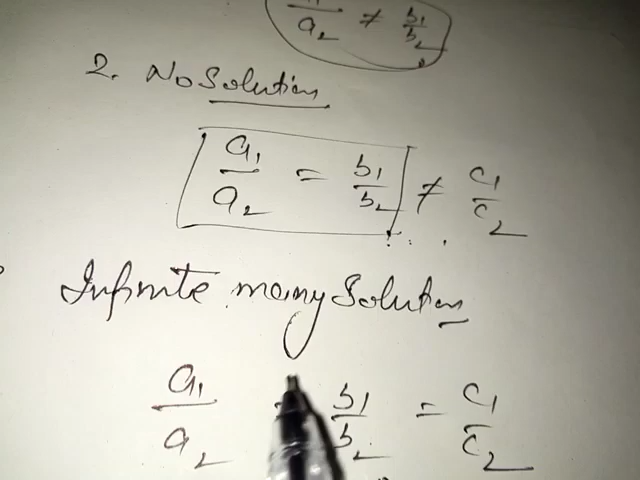 a₁/a₂ ≠ b₁/b₂
2. No Solution
a₁/a₂ = b₁/b₂ ≠ c₁/c₂
Infinite many Solution
a₁/a₂ = b₁/b₂ = c₁/c₂